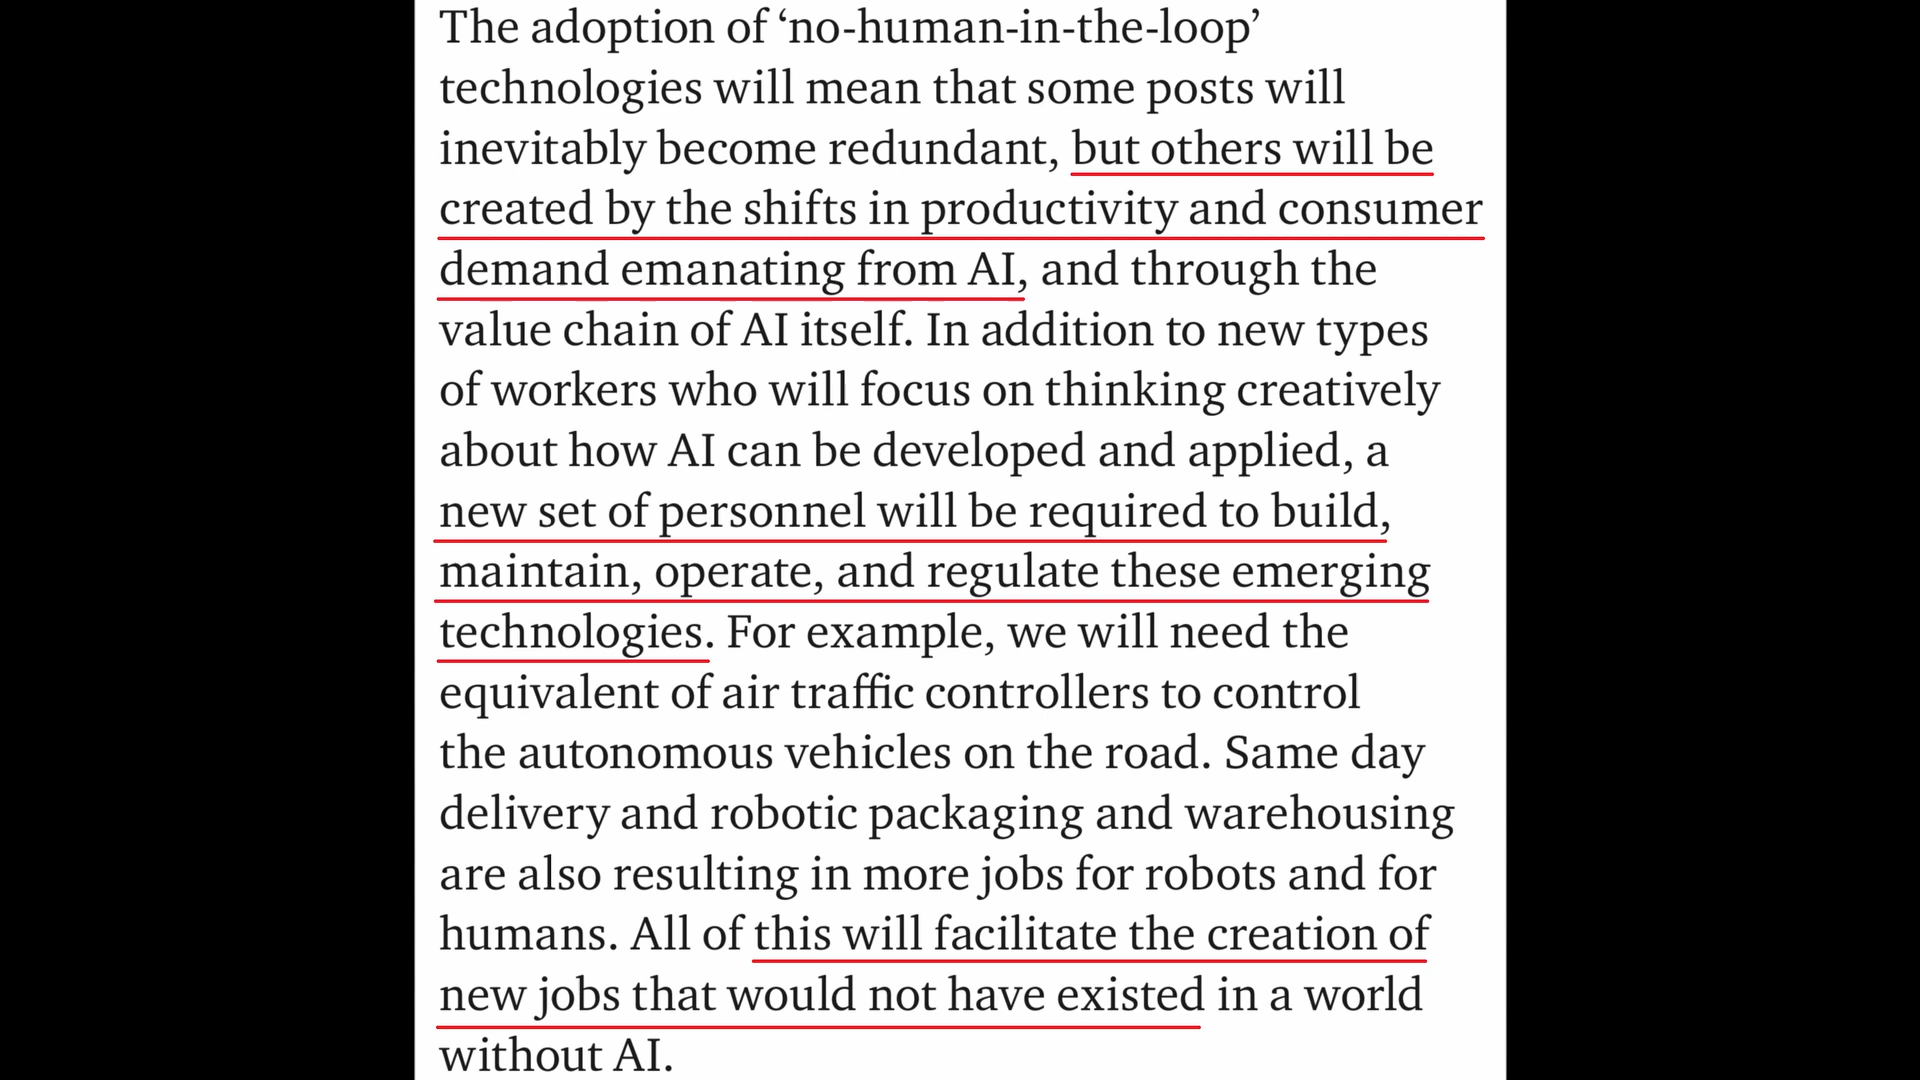 The adoption of ‘no-human-in-the-loop’
technologies will mean that some posts will
inevitably become redundant, but others will be
created by the shifts in productivity and consumer
demand emanating from AI, and through the
value chain of AI itself. In addition to new types
of workers who will focus on thinking creatively
about how AI can be developed and applied, a
new set of personnel will be required to build,
maintain, operate, and regulate these emerging
technologies. For example, we will need the
equivalent of air traffic controllers to control
the autonomous vehicles on the road. Same day
delivery and robotic packaging and warehousing
are also resulting in more jobs for robots and for
humans. All of this will facilitate the creation of
new jobs that would not have existed in a world
without AI.